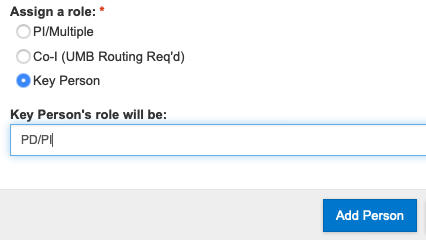 Assign a role: *
PI/Multiple
Co-I (UMB Routing Req'd)
Key Person
Key Person's role will be:
PD/PI
Add Person